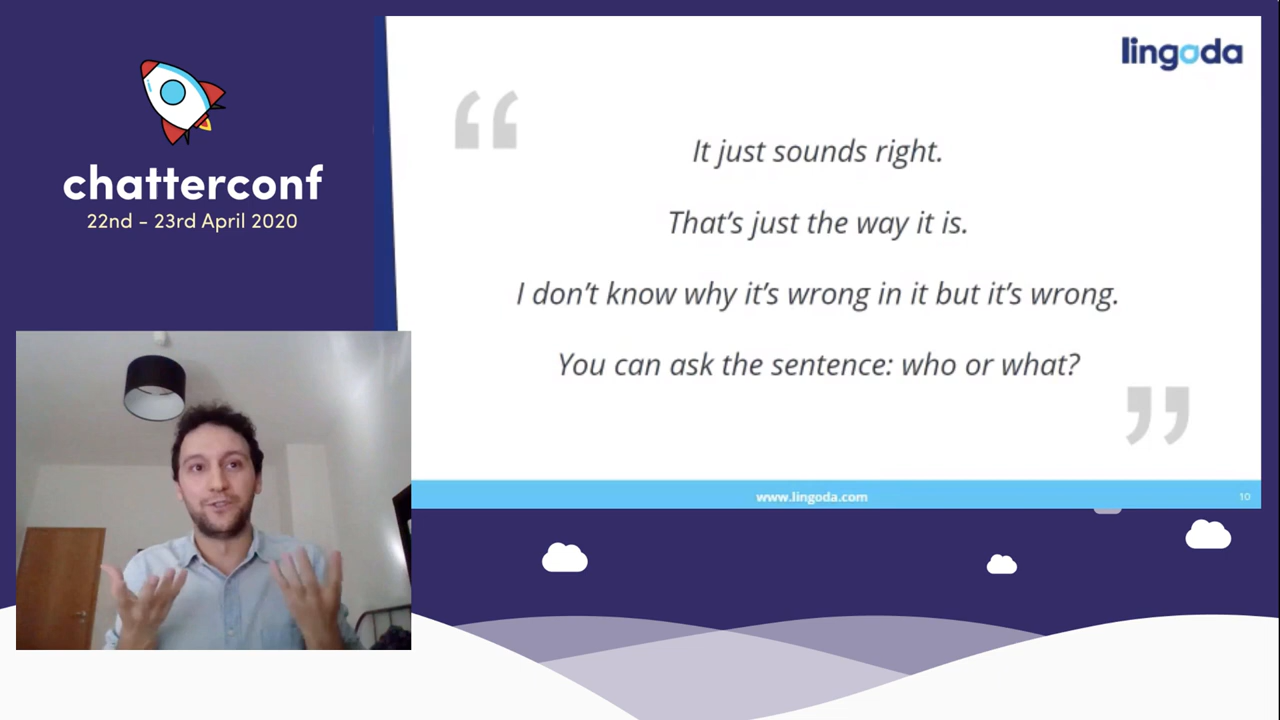 chatterconf
22nd - 23rd April 2020
lingoda
“
It just sounds right.
That's just the way it is.
I don't know why it's wrong in it but it's wrong.
You can ask the sentence: who or what?
”
www.lingoda.com
10